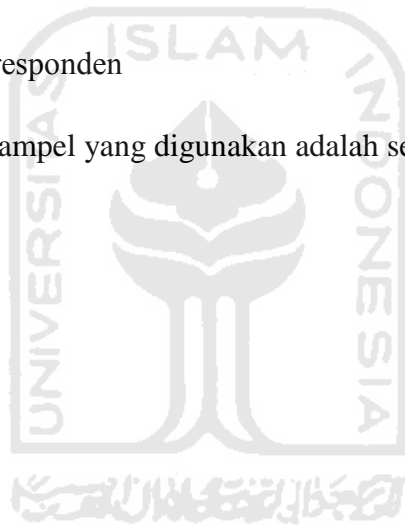 ISLAM
responden
ampel yang digunakan adalah se
UNIVERSITAS
INDONESIA